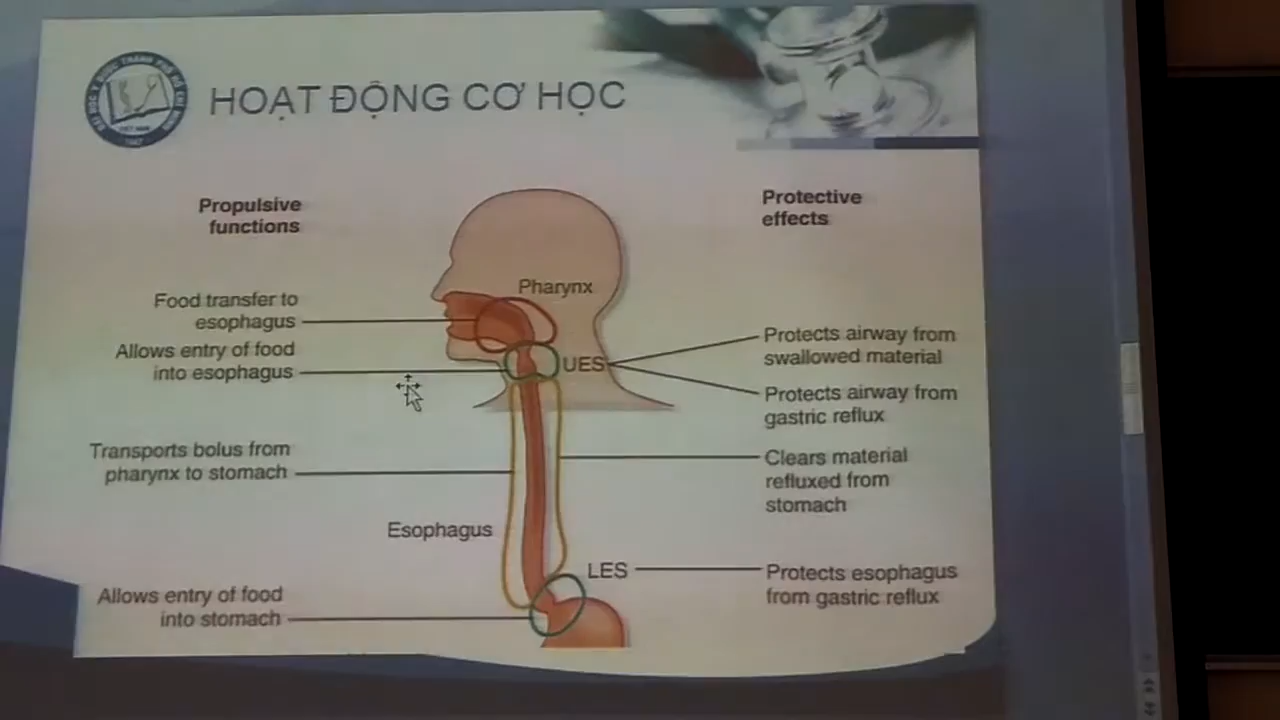 HOẠT ĐỘNG CƠ HỌC
Propulsive
functions
Protective
effects
Pharynx
Food transfer to
esophagus
Allows entry of food
into esophagus
UES
Protects airway from
swallowed material
Protects airway from
gastric reflux
Transports bolus from
pharynx to stomach
Clears material
refluxed from
stomach
Esophagus
LES
Protects esophagus
from gastric reflux
Allows entry of food
into stomach